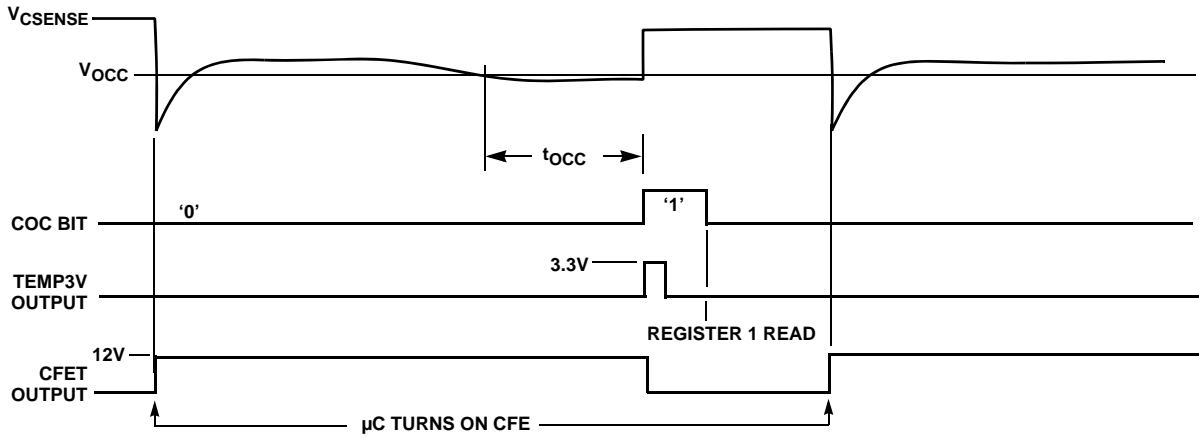 VCSENSE
VOCC
tOCC
COC BIT
‘0’
‘1’
3.3V
TEMP3V
OUTPUT
REGISTER 1 READ
12V
CFET
OUTPUT
µC TURNS ON CFE